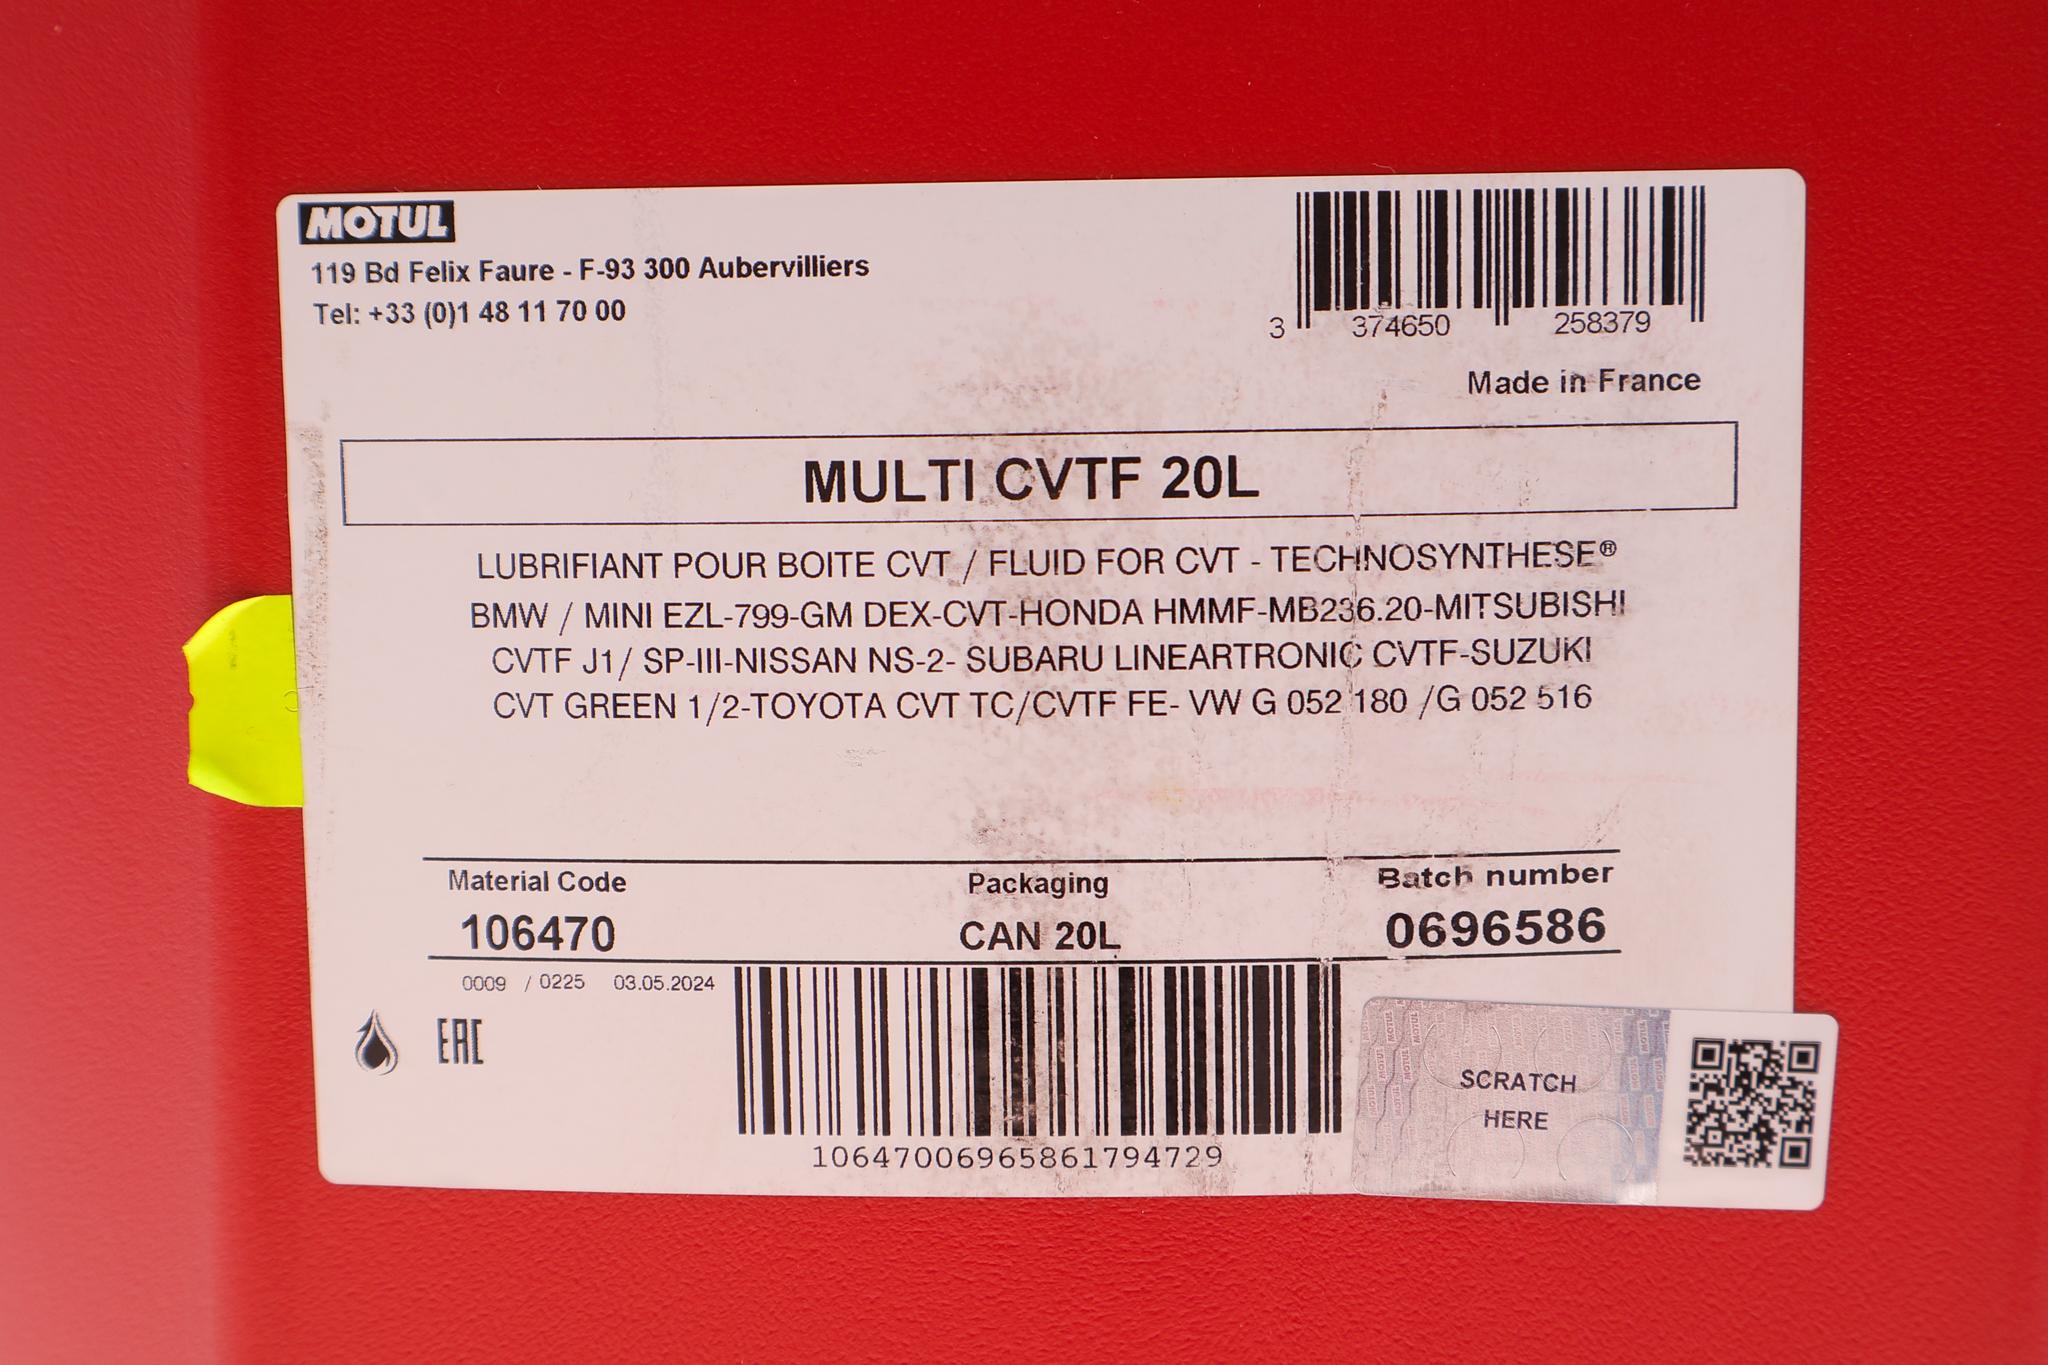 MOTUL
119 Bd Felix Faure - F-93 300 Aubervilliers
Tel: +33 (0)1 48 11 70 00
3 374650 258379
Made in France
MULTI CVTF 20L
LUBRIFIANT POUR BOITE CVT / FLUID FOR CVT - TECHNOSYNTHESE®
BMW / MINI EZL-799-GM DEX-CVT-HONDA HMMF-MB236.20-MITSUBISHI
CVTF J1/ SP-III-NISSAN NS-2- SUBARU LINEARTRONIC CVTF-SUZUKI
CVT GREEN 1/2-TOYOTA CVT TC/CVTF FE- VW G 052 180 /G 052 516
Material Code Packaging Batch number
106470 CAN 20L 0696586
0009 / 0225 03.05.2024
EAC
10647006965861794729
SCRATCH
HERE